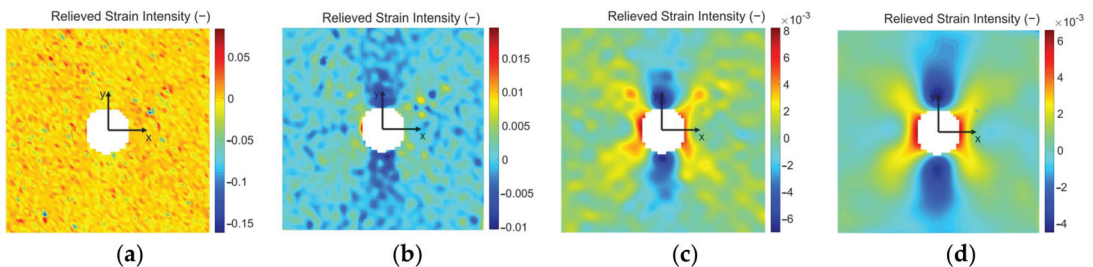 Relieved Strain Intensity (−)
0.05
0
−0.05
−0.1
−0.15
y
x
(a)
Relieved Strain Intensity (−)
0.015
0.01
0.005
0
−0.005
−0.01
y
x
(b)
Relieved Strain Intensity (−)
×10⁻³
8
6
4
2
0
−2
−4
−6
y
x
(c)
Relieved Strain Intensity (−)
×10⁻³
6
4
2
0
−2
−4
y
x
(d)